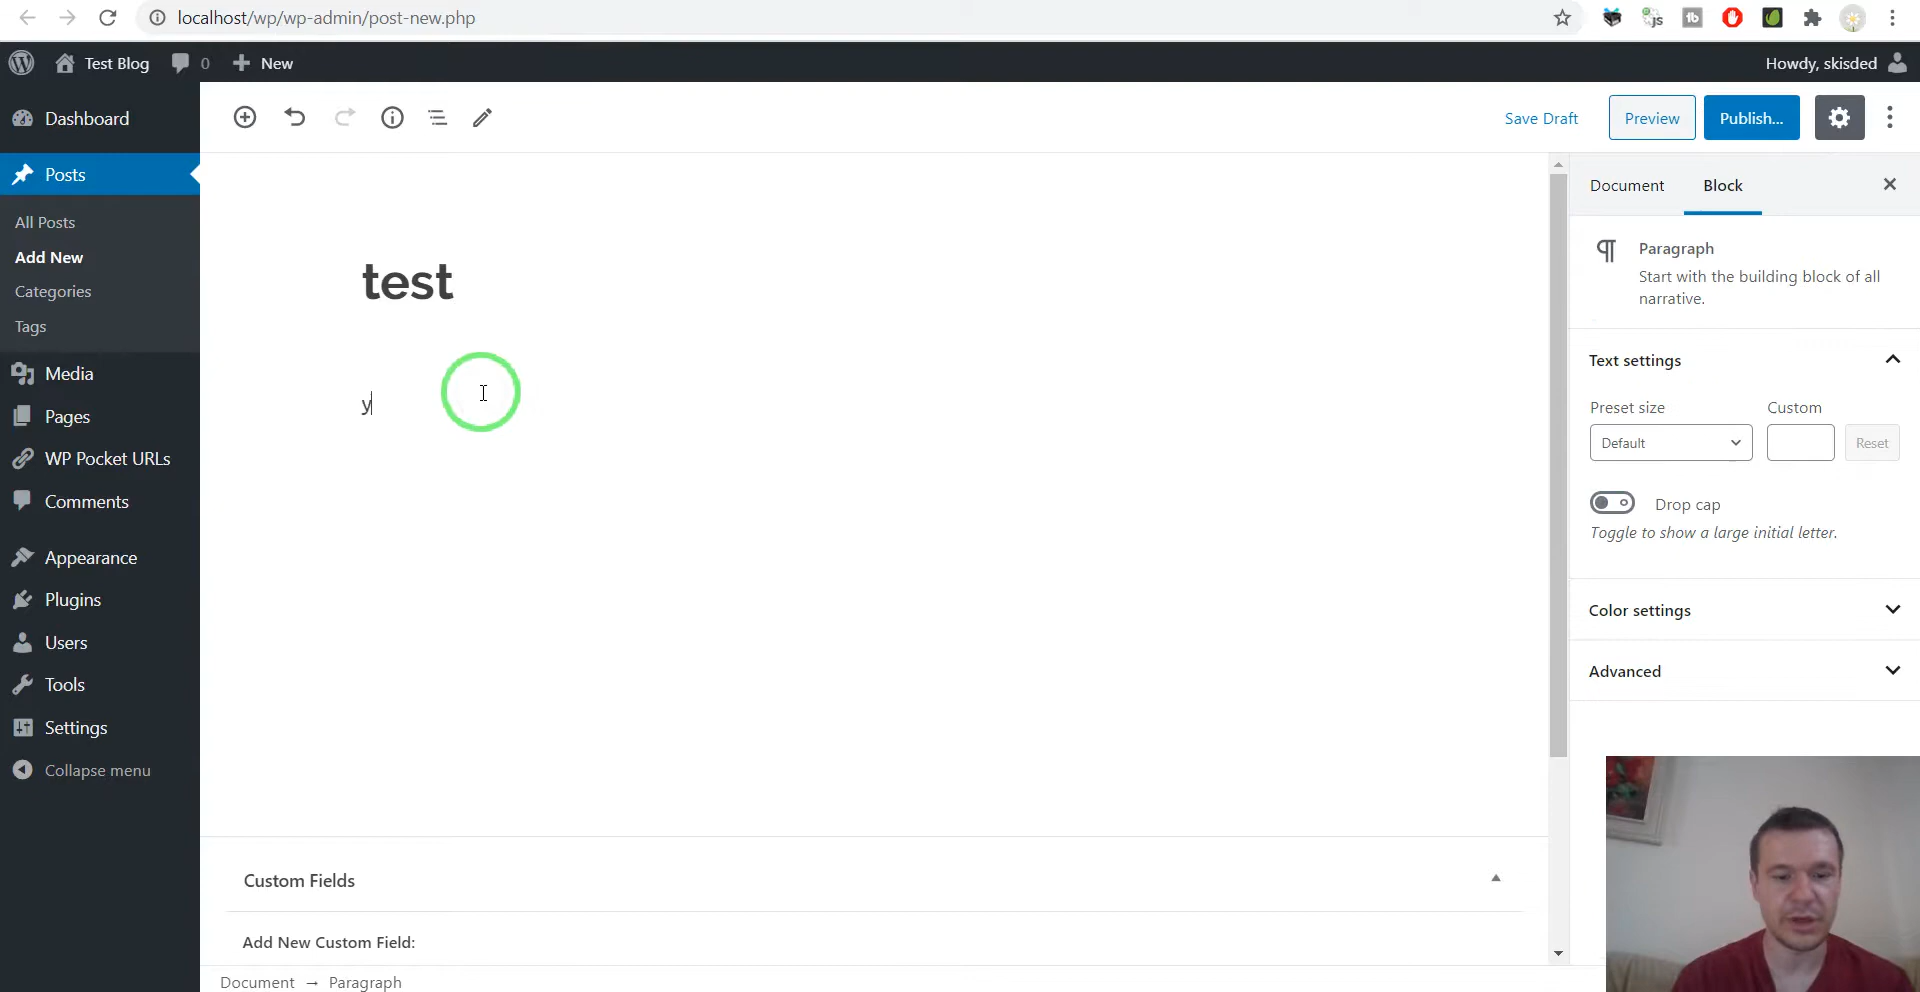 localhost/wp/wp-admin/post-new.php
Test Blog 0 New Howdy, skisded
Dashboard
Posts
All Posts
Add New
Categories
Tags
Media
Pages
WP Pocket URLs
Comments
Appearance
Plugins
Users
Tools
Settings
Collapse menu
Save Draft Preview Publish...
test
y
Custom Fields
Add New Custom Field:
Document → Paragraph
Document Block
Paragraph
Start with the building block of all
narrative.
Text settings
Preset size Custom
Default Reset
Drop cap
Toggle to show a large initial letter.
Color settings
Advanced
JS
tb